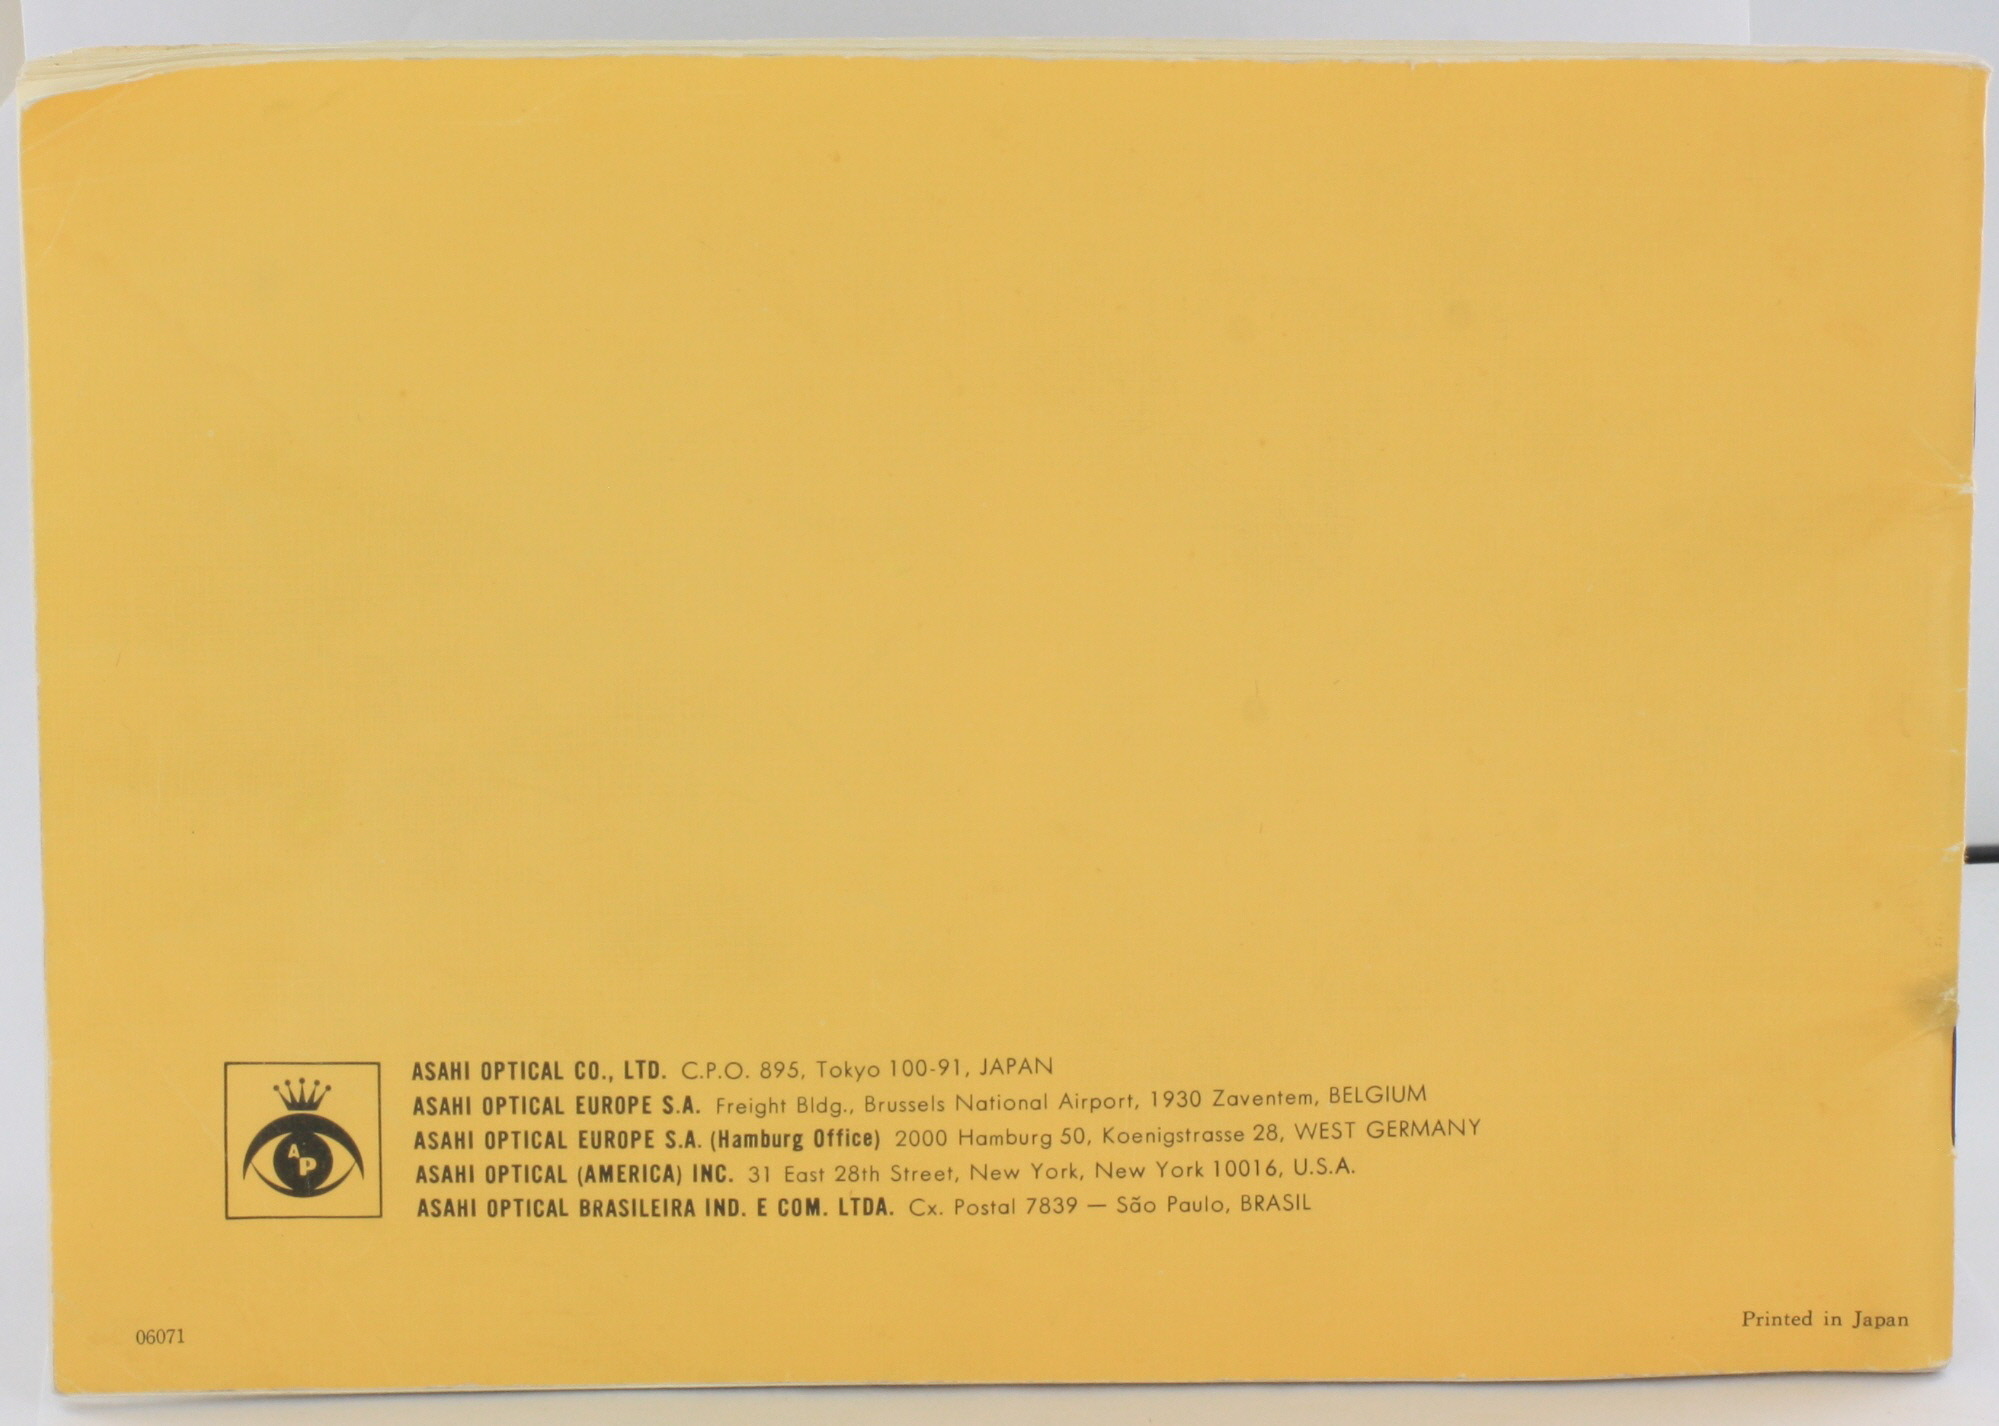 ASAHI OPTICAL CO., LTD. C.P.O. 895, Tokyo 100-91, JAPAN
ASAHI OPTICAL EUROPE S.A. Freight Bldg., Brussels National Airport, 1930 Zaventem, BELGIUM
ASAHI OPTICAL EUROPE S.A. (Hamburg Office) 2000 Hamburg 50, Koenigstrasse 28, WEST GERMANY
AP
ASAHI OPTICAL (AMERICA) INC. 31 East 28th Street, New York, New York 10016, U.S.A.
ASAHI OPTICAL BRASILEIRA IND. E COM. LTDA. Cx. Postal 7839 — São Paulo, BRASIL
Printed in Japan
06071